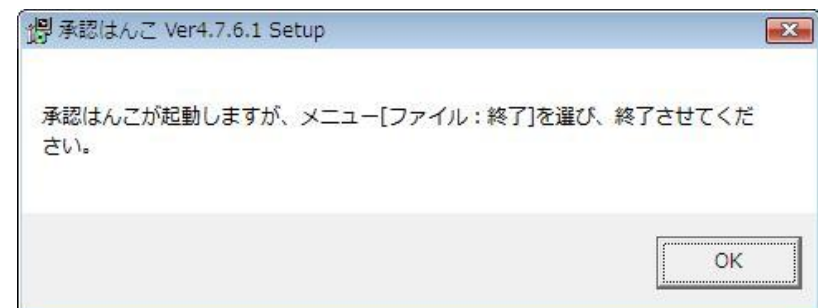 承認はんこ Ver4.7.6.1 Setup
承認はんこが起動しますが、メニュー[ファイル：終了]を選び、終了させてくだ
さい。
OK